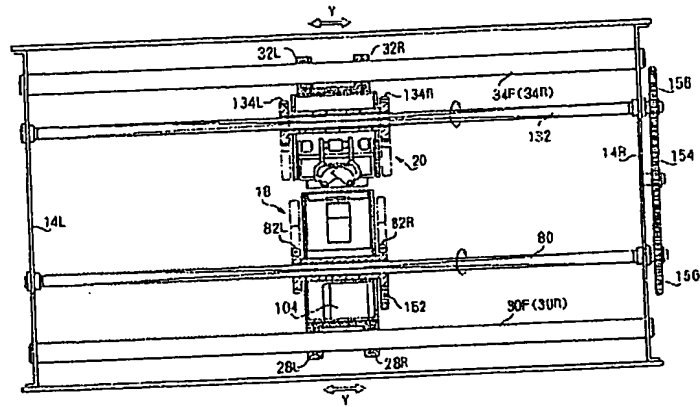 Y
32L 32R
134L 134R
34F(34R) 156
132
20 14R 154
18
82L 82R
14L
80
152 156
104 30F(30R)
28L 28R
Y